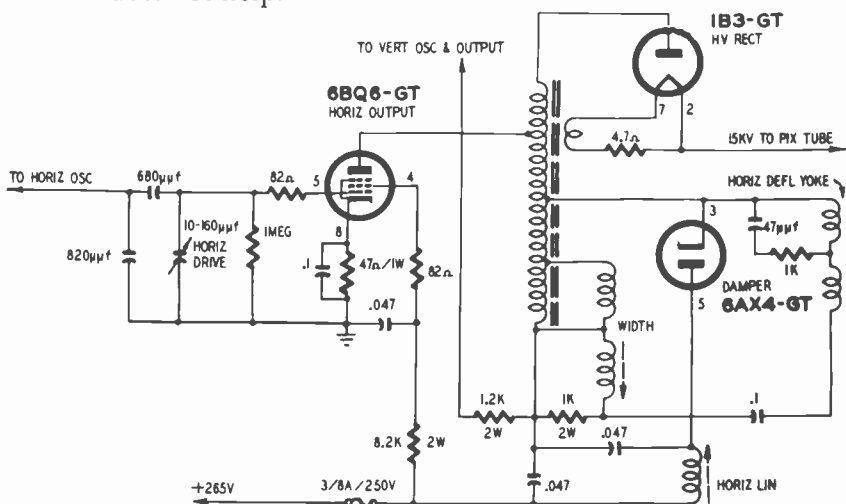 1B3-GT
HV RECT
TO VERT OSC & OUTPUT
6BQ6-GT
HORIZ OUTPUT
7
2
4.7Ω
15KV TO PIX TUBE
TO HORIZ OSC
680μμf
82Ω
5
4
HORIZ DEFL YOKE
3
47μμf
10-160μμf
HORIZ
DRIVE
1MEG
8
820μμf
.1
47Ω/1W
82Ω
1K
DAMPER
6AX4-GT
5
.047
WIDTH
1.2K
2W
1K
2W
.1
8.2K
2W
.047
.047
HORIZ LIN
+265V
3/8A/250V